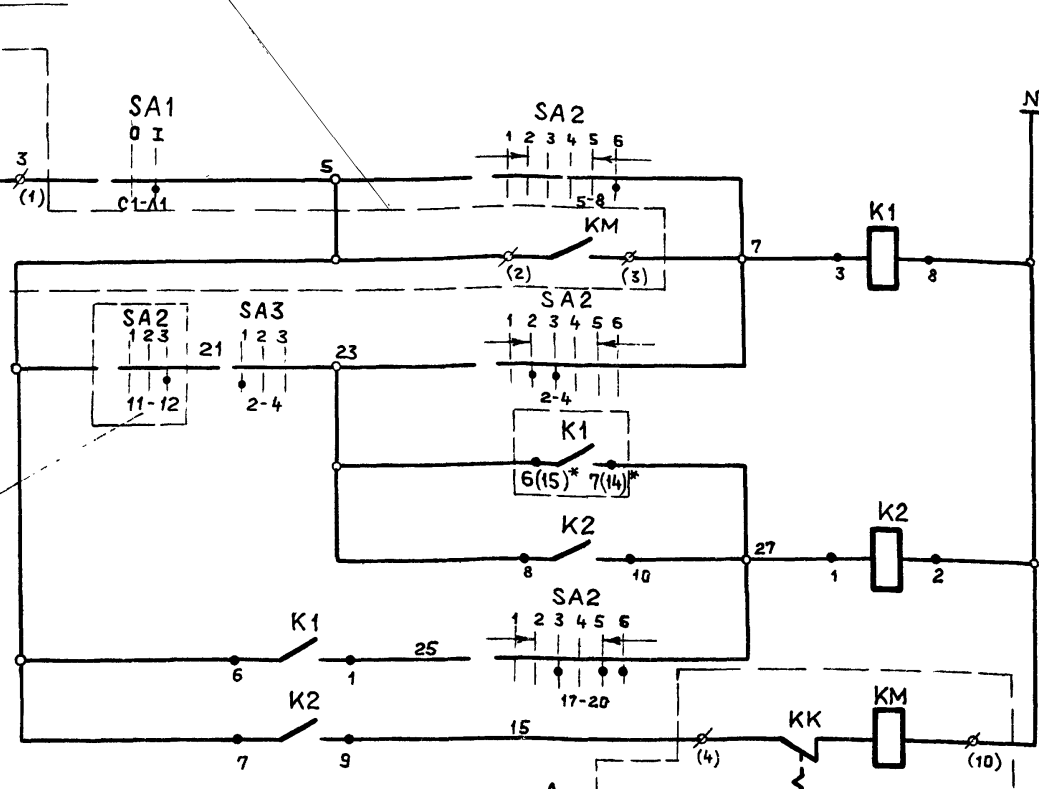 N
SA1
O I
3
(1)
C1-Л1
5
SA2
1 2 3 4 5 6
5-8
KM
(2)
(3)
7
K1
3
8
SA2
1 2 3
11-12
21
SA3
1 2 3
2-4
23
SA2
1 2 3 4 5 6
2-4
K1
6(15)*
7(14)*
K2
8
10
27
K2
1
2
SA2
1 2 3 4 5 6
17-20
K1
6
1
25
K2
7
9
15
(4)
KK
KM
(10)